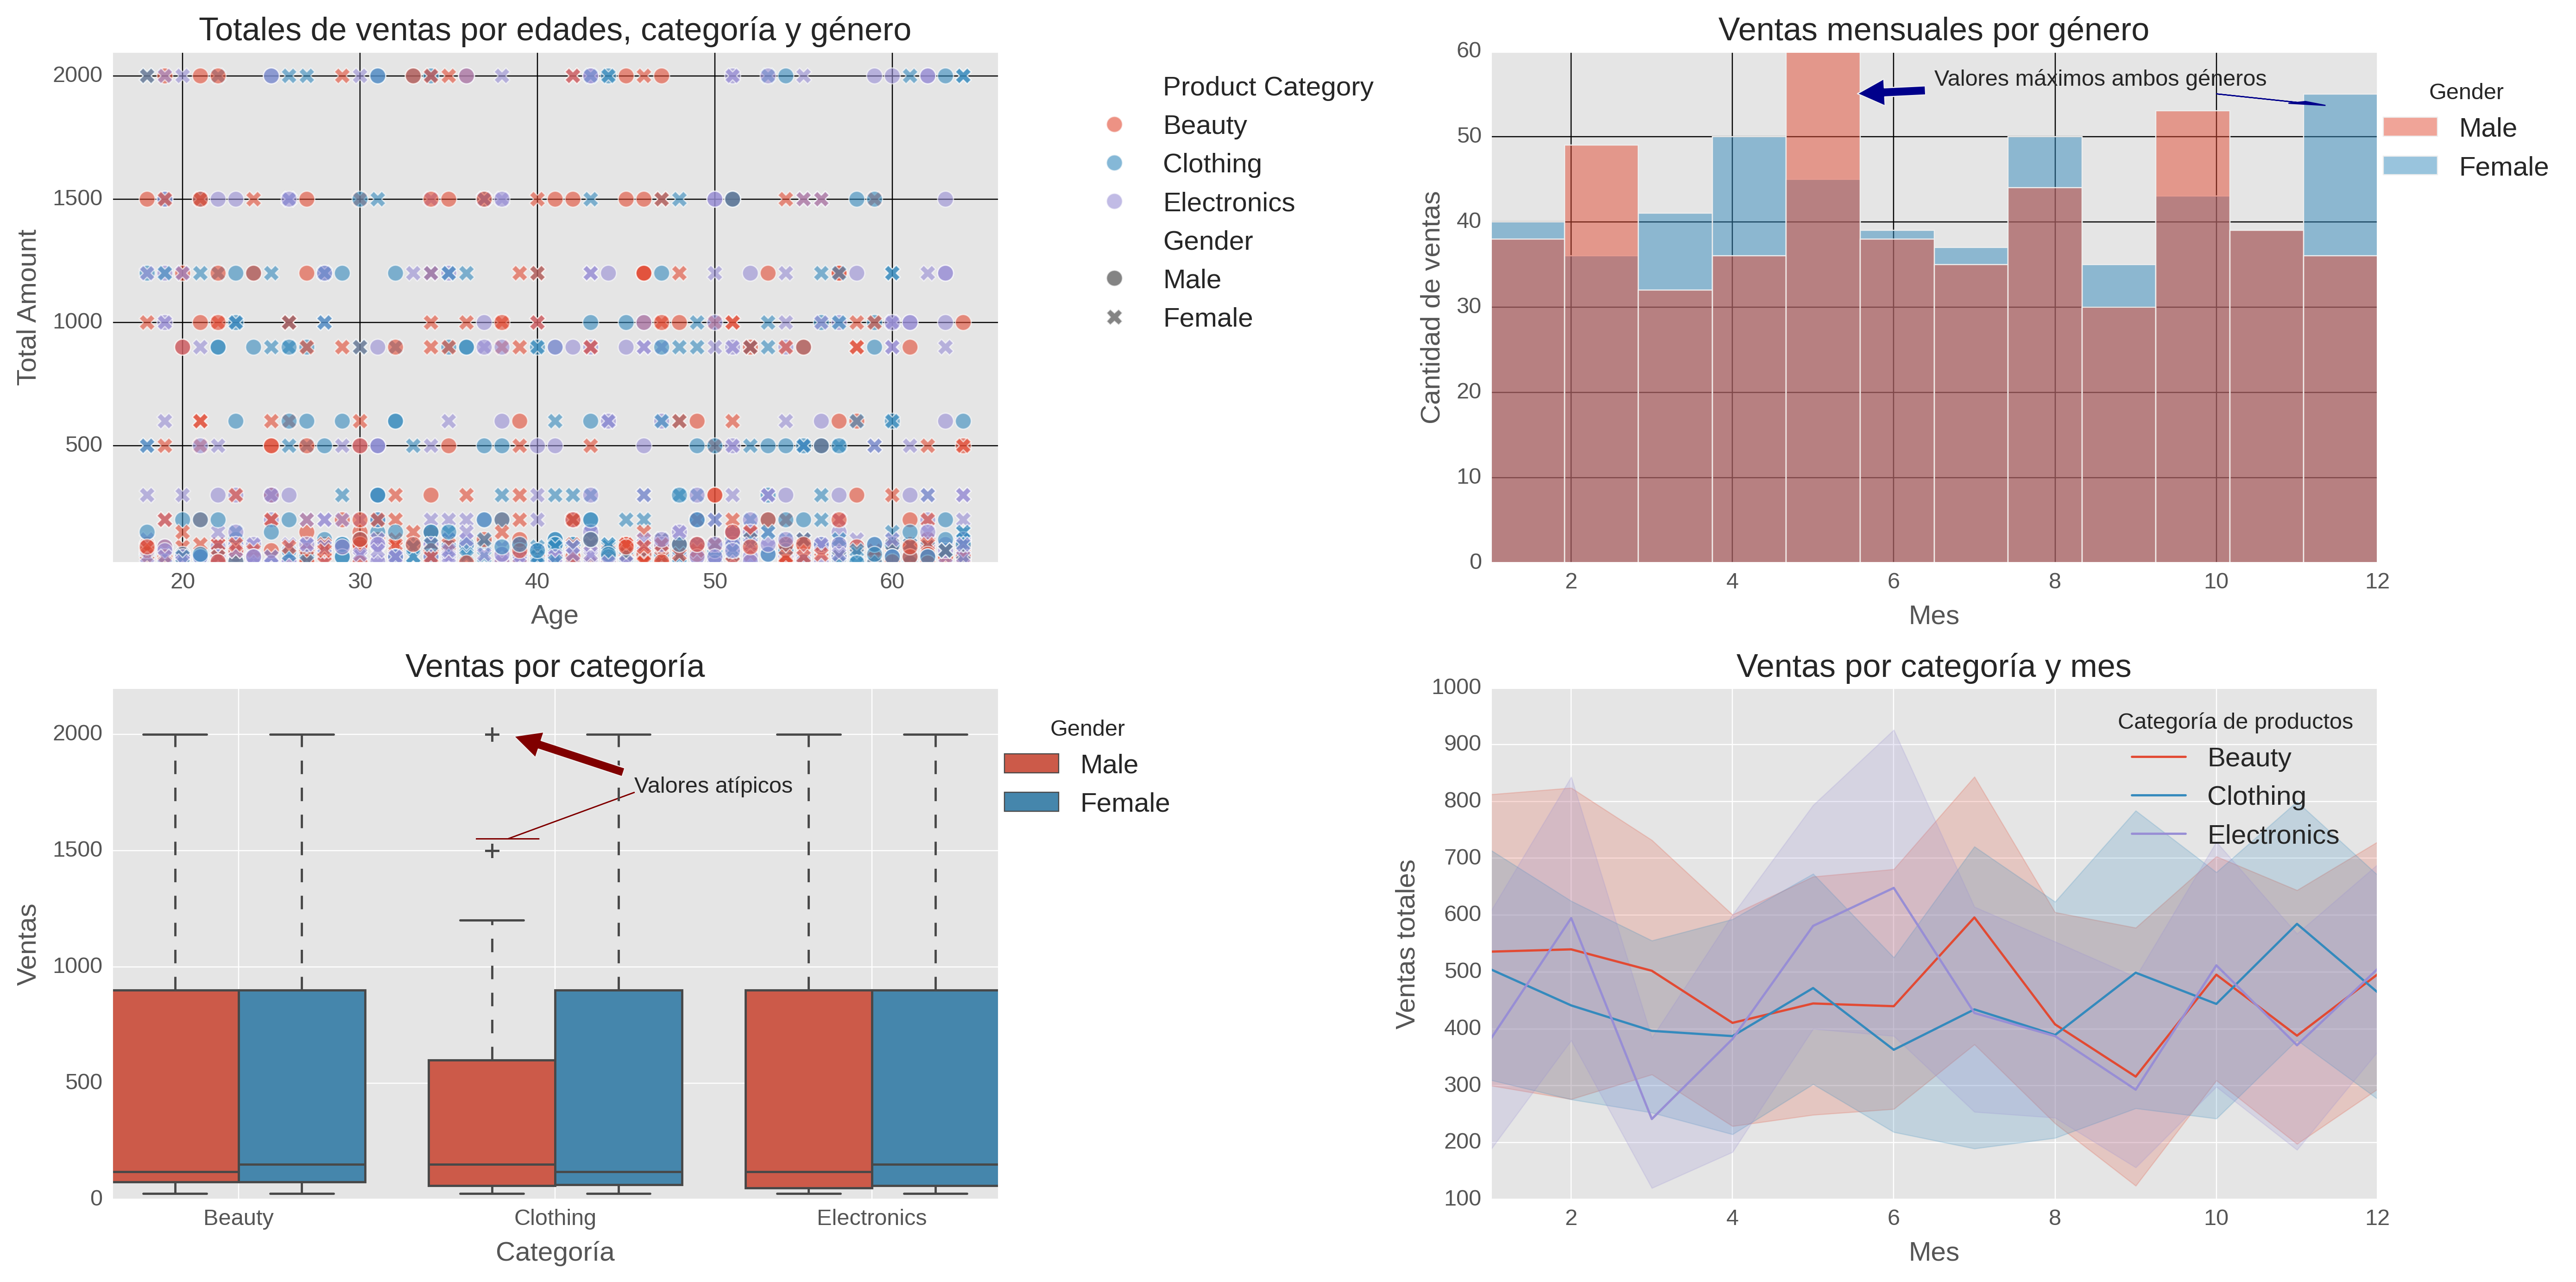 Totales de ventas por edades, categoría y género
2000
1500
1000
500
Total Amount
20 30 40 50 60
Age
Product Category
Beauty
Clothing
Electronics
Gender
Male
Female
Ventas mensuales por género
60
50
40
30
20
10
0
Cantidad de ventas
Valores máximos ambos géneros
2 4 6 8 10 12
Mes
Gender
Male
Female
Ventas por categoría
2000
1500
1000
500
0
Ventas
Valores atípicos
Beauty Clothing Electronics
Categoría
Gender
Male
Female
Ventas por categoría y mes
1000
900
800
700
600
500
400
300
200
100
Ventas totales
Categoría de productos
Beauty
Clothing
Electronics
2 4 6 8 10 12
Mes